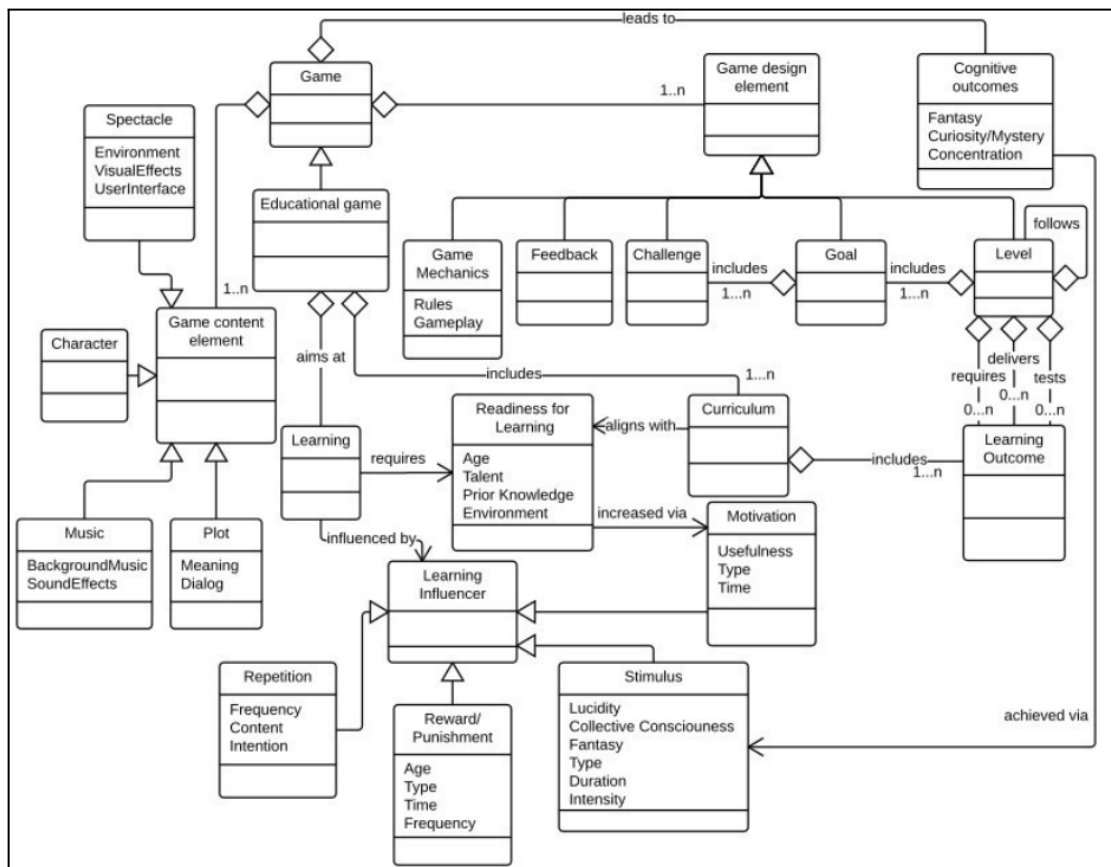 leads to
Game
Game design
element
Cognitive
outcomes
Fantasy
Curiosity/Mystery
Concentration
1..n
Spectacle
Environment
VisualEffects
UserInterface
Educational game
follows
Game
Mechanics
Rules
Gameplay
Feedback
Challenge
includes
1...n
Goal
includes
1...n
Level
1..n
Game content
element
Character
aims at
includes
1...n
requires
delivers
tests
0...n
0...n
0...n
Learning
requires
Readiness for
Learning
Age
Talent
Prior Knowledge
Environment
aligns with
Curriculum
includes
1...n
Learning
Outcome
Music
BackgroundMusic
SoundEffects
Plot
Meaning
Dialog
influenced by
increased via
Motivation
Usefulness
Type
Time
Learning
Influencer
Repetition
Frequency
Content
Intention
Reward/
Punishment
Age
Type
Time
Frequency
Stimulus
Lucidity
Collective Consciouness
Fantasy
Type
Duration
Intensity
achieved via